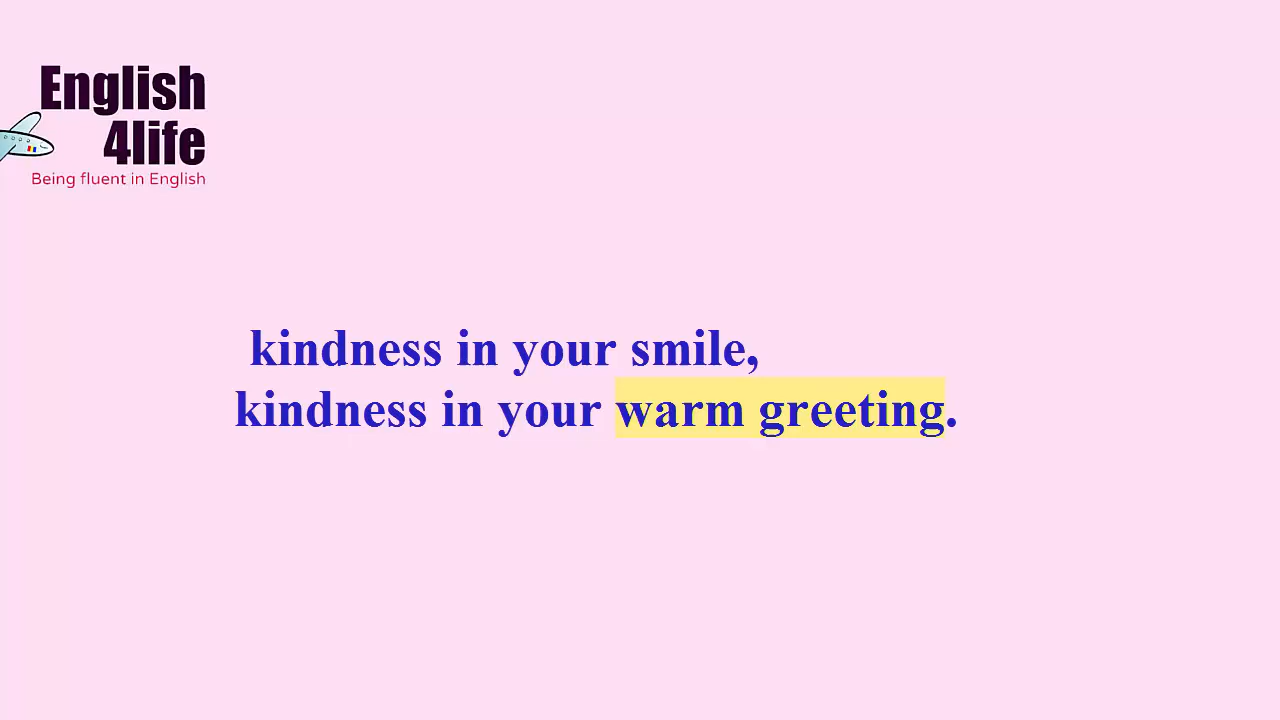 English
4life
Being fluent in English
kindness in your smile,
kindness in your warm greeting.